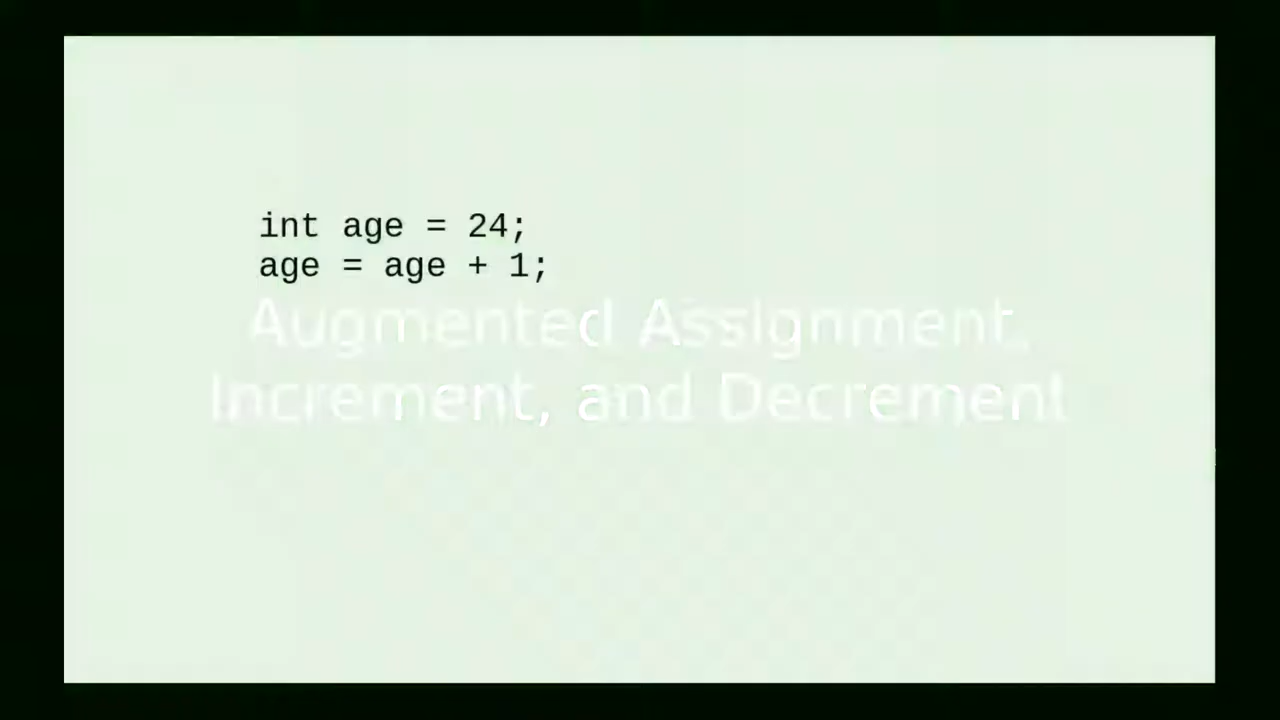 int age = 24;
age = age + 1;
Augmented Assignment,
Increment, and Decrement